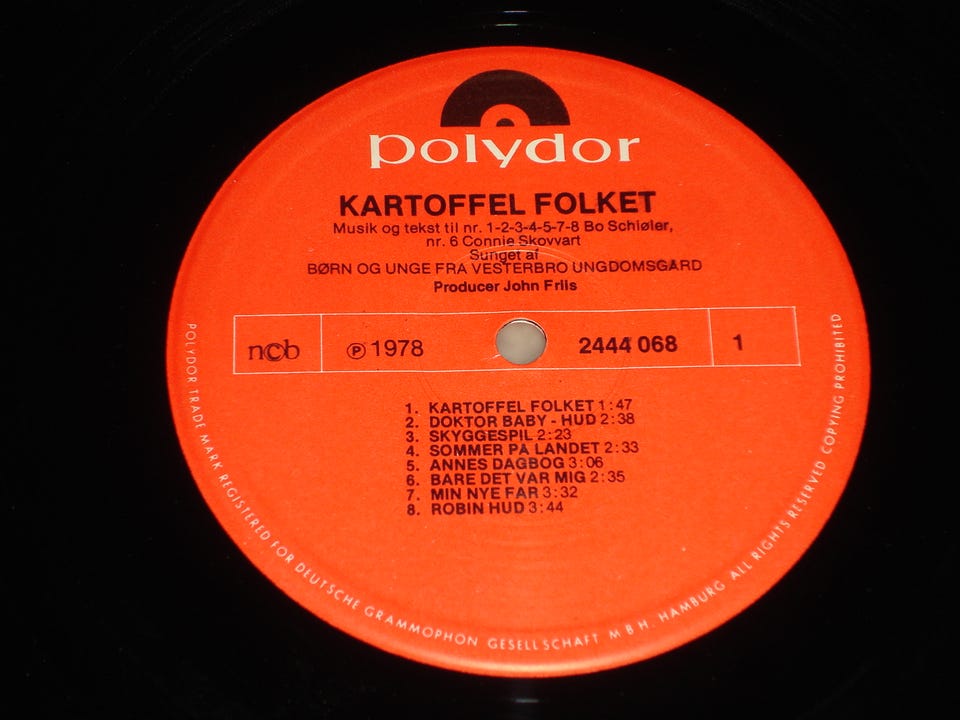 polydor
KARTOFFEL FOLKET
Musik og tekst til nr. 1-2-3-4-5-7-8 Bo Schiøler,
nr. 6 Connie Skovvart
Sunget af
BØRN OG UNGE FRA VESTERBRO UNGDOMSGÅRD
Producer John Friis
ncb
℗ 1978
2444 068
1
1. KARTOFFEL FOLKET 1:47
2. DOKTOR BABY - HUD 2:38
3. SKYGGESPIL 2:23
4. SOMMER PÅ LANDET 2:33
5. ANNES DAGBOG 3:06
6. BARE DET VAR MIG 2:35
7. MIN NYE FAR 3:32
8. ROBIN HUD 3:44
POLYDOR TRADE MARK REGISTERED FOR DEUTSCHE GRAMMOPHON GESELLSCHAFT M B H. HAMBURG ALL RIGHTS RESERVED COPYING PROHIBITED